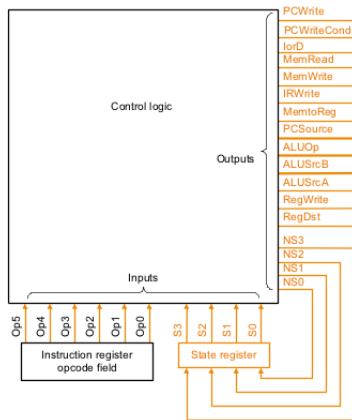 PCWrite
PCWriteCond
IorD
MemRead
MemWrite
IRWrite
MemtoReg
PCSource
ALUOp
ALUSrcB
ALUSrcA
RegWrite
RegDst
NS3
NS2
NS1
NS0
Control logic
Outputs
Inputs
Op5
Op4
Op3
Op2
Op1
Op0
S3
S2
S1
S0
Instruction register
opcode field
State register